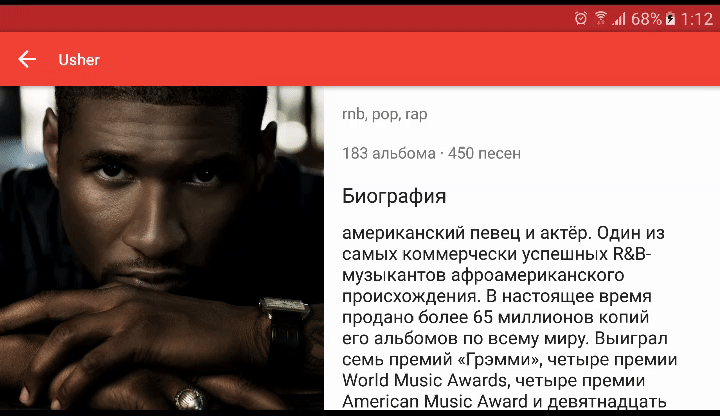 68% 1:12
Usher
rnb, pop, rap
183 альбома · 450 песен
Биография
американский певец и актёр. Один из
самых коммерчески успешных R&B-
музыкантов афроамериканского
происхождения. В настоящее время
продано более 65 миллионов копий
его альбомов по всему миру. Выиграл
семь премий «Грэмми», четыре премии
World Music Awards, четыре премии
American Music Award и девятнадцать